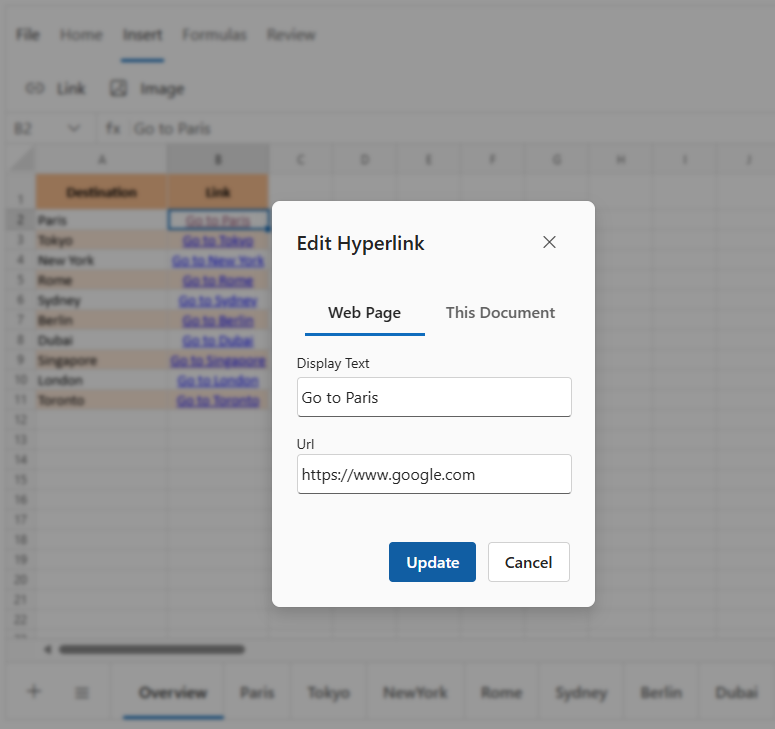 File Home Insert Formulas Review
Link Image
B2 fx Go to Paris
A B C D E F G H I J
1 Destination Link
2 Paris Go to Paris
3 Tokyo Go to Tokyo
4 New York Go to New York
5 Rome Go to Rome
6 Sydney Go to Sydney
7 Berlin Go to Berlin
8 Dubai Go to Dubai
9 Singapore Go to Singapore
10 London Go to London
11 Toronto Go to Toronto
12
13
14
15
16
17
18
19
20
21
22
Edit Hyperlink
Web Page This Document
Display Text
Go to Paris
Url
https://www.google.com
Update Cancel
Overview Paris Tokyo NewYork Rome Sydney Berlin Dubai